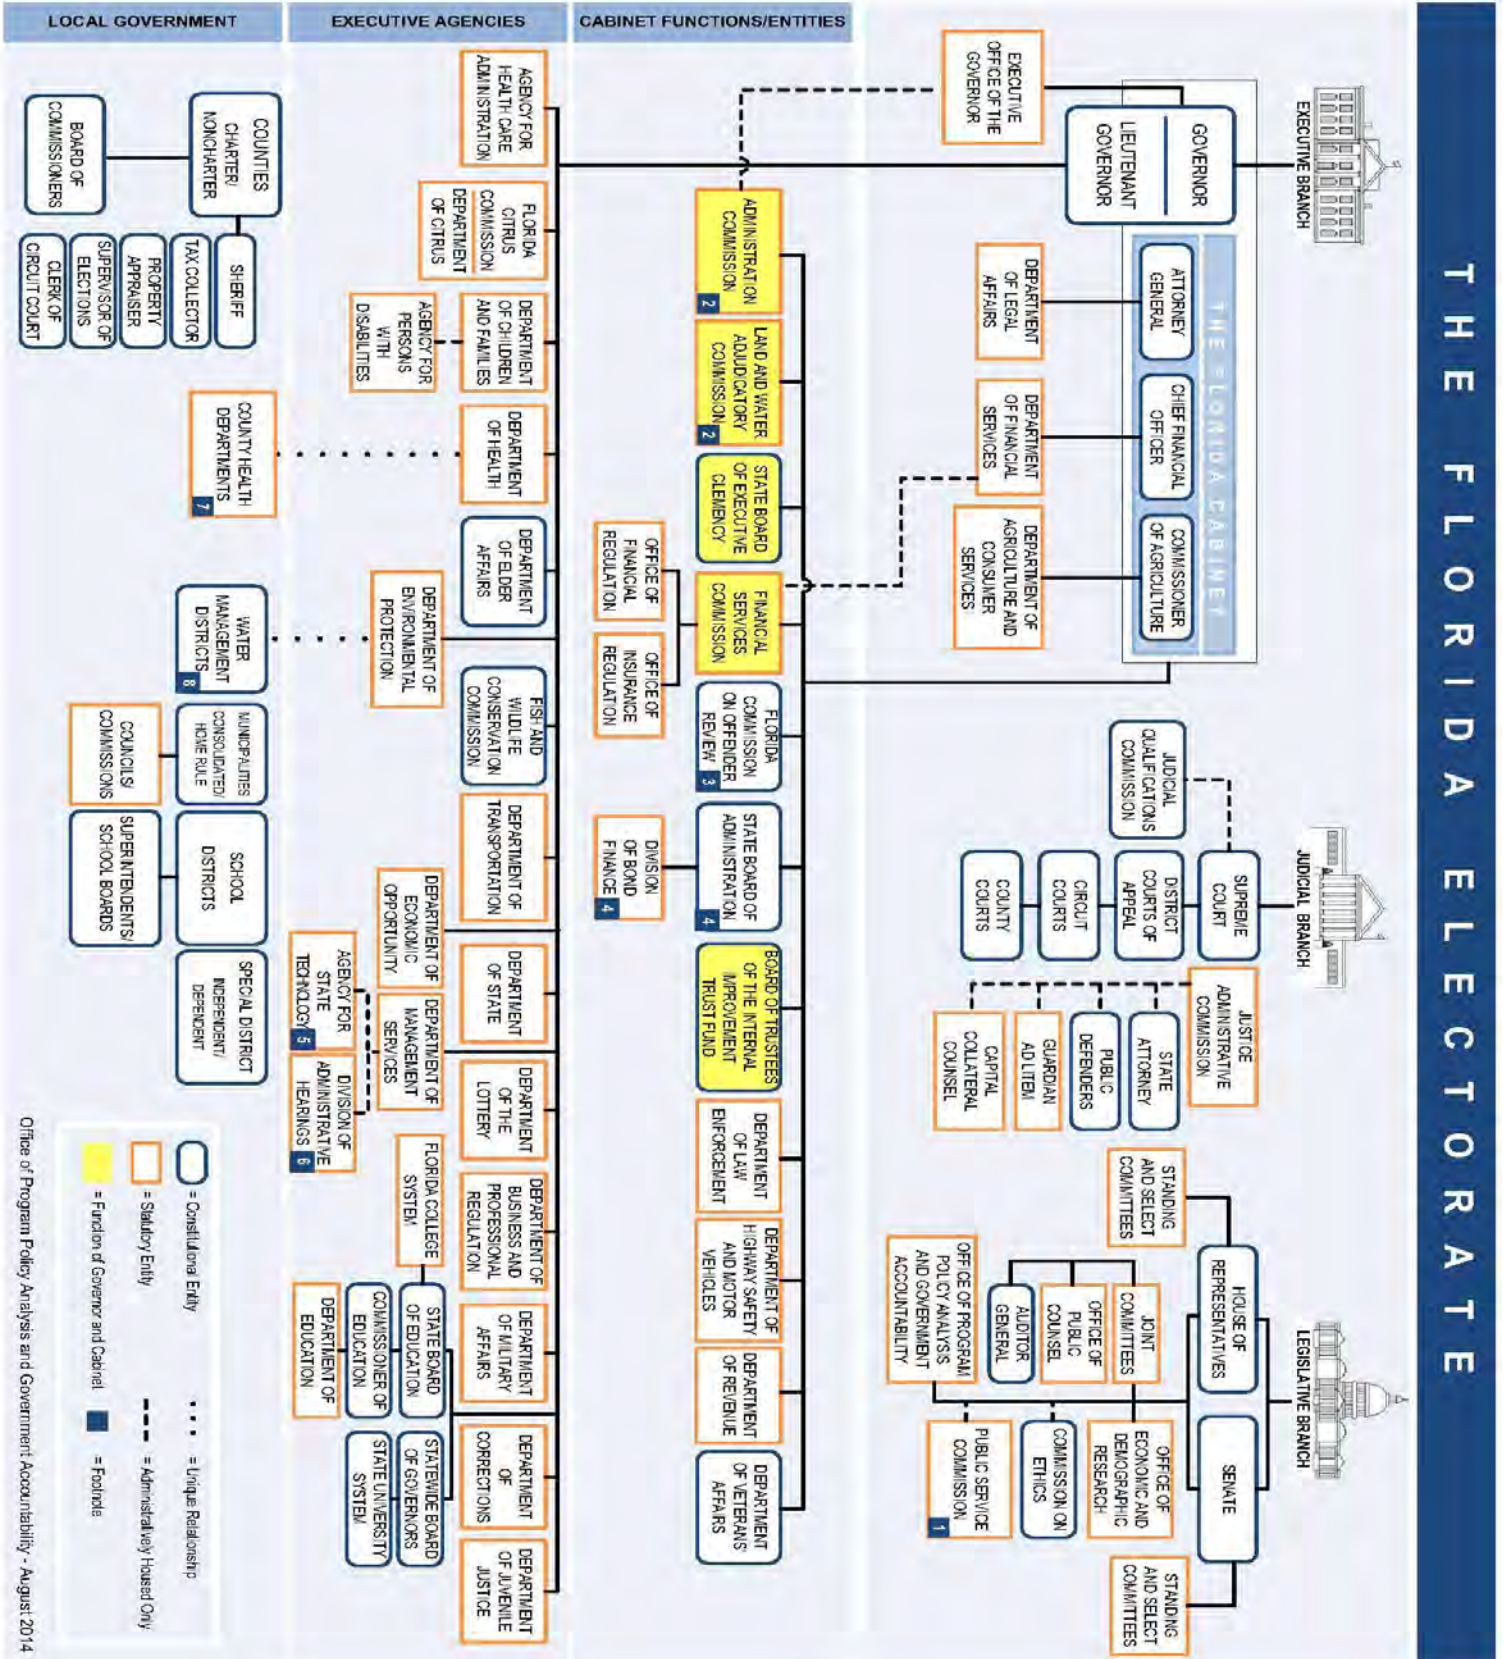 THE FLORIDA ELECTORATE
EXECUTIVE BRANCH
JUDICIAL BRANCH
LEGISLATIVE BRANCH
GOVERNOR
LIEUTENANT
GOVERNOR
EXECUTIVE
OFFICE OF THE
GOVERNOR
THE FLORIDA CABINET
ATTORNEY
GENERAL
CHIEF FINANCIAL
OFFICER
COMMISSIONER
OF AGRICULTURE
DEPARTMENT
OF LEGAL
AFFAIRS
DEPARTMENT
OF FINANCIAL
SERVICES
DEPARTMENT OF
AGRICULTURE AND
CONSUMER
SERVICES
JUDICIAL
QUALIFICATIONS
COMMISSION
SUPREME
COURT
DISTRICT
COURTS OF
APPEAL
CIRCUIT
COURTS
COUNTY
COURTS
JUSTICE
ADMINISTRATIVE
COMMISSION
STATE
ATTORNEY
PUBLIC
DEFENDERS
GUARDIAN
AD LITEM
CAPITAL
COLLATERAL
COUNSEL
HOUSE OF
REPRESENTATIVES
SENATE
STANDING
AND SELECT
COMMITTEES
STANDING
AND SELECT
COMMITTEES
JOINT
COMMITTEES
OFFICE OF
PUBLIC
COUNSEL
AUDITOR
GENERAL
OFFICE OF PROGRAM
POLICY ANALYSIS
AND GOVERNMENT
ACCOUNTABILITY
OFFICE OF
ECONOMIC AND
DEMOGRAPHIC
RESEARCH
COMMISSION ON
ETHICS
PUBLIC SERVICE
COMMISSION
1
CABINET FUNCTIONS/ENTITIES
ADMINISTRATION
COMMISSION
2
LAND AND WATER
ADJUDICATORY
COMMISSION
2
STATE BOARD
OF EXECUTIVE
CLEMENCY
FINANCIAL
SERVICES
COMMISSION
OFFICE OF
FINANCIAL
REGULATION
OFFICE OF
INSURANCE
REGULATION
FLORIDA
COMMISSION
ON OFFENDER
REVIEW
3
STATE BOARD OF
ADMINISTRATION
4
DIVISION
OF BOND
FINANCE
4
BOARD OF TRUSTEES
OF THE INTERNAL
IMPROVEMENT
TRUST FUND
DEPARTMENT
OF LAW
ENFORCEMENT
DEPARTMENT OF
HIGHWAY SAFETY
AND MOTOR
VEHICLES
DEPARTMENT
OF REVENUE
DEPARTMENT
OF VETERANS'
AFFAIRS
EXECUTIVE AGENCIES
AGENCY FOR
HEALTH CARE
ADMINISTRATION
FLORIDA
CITRUS
COMMISSION
DEPARTMENT
OF CITRUS
DEPARTMENT
OF CHILDREN
AND FAMILIES
AGENCY FOR
PERSONS
WITH
DISABILITIES
DEPARTMENT
OF HEALTH
DEPARTMENT
OF ELDER
AFFAIRS
DEPARTMENT OF
ENVIRONMENTAL
PROTECTION
FISH AND
WILDLIFE
CONSERVATION
COMMISSION
DEPARTMENT OF
TRANSPORTATION
DEPARTMENT OF
ECONOMIC
OPPORTUNITY
DEPARTMENT
OF STATE
DEPARTMENT OF
MANAGEMENT
SERVICES
AGENCY FOR
STATE
TECHNOLOGY
5
DIVISION OF
ADMINISTRATIVE
HEARINGS
6
DEPARTMENT
OF THE
LOTTERY
DEPARTMENT OF
BUSINESS AND
PROFESSIONAL
REGULATION
DEPARTMENT
OF MILITARY
AFFAIRS
FLORIDA COLLEGE
SYSTEM
STATE BOARD
OF EDUCATION
COMMISSIONER OF
EDUCATION
DEPARTMENT OF
EDUCATION
STATEWIDE BOARD
OF GOVERNORS
STATE UNIVERSITY
SYSTEM
DEPARTMENT
OF
CORRECTIONS
DEPARTMENT
OF JUVENILE
JUSTICE
LOCAL GOVERNMENT
COUNTIES
CHARTER/
NONCHARTER
BOARD OF
COMMISSIONERS
SHERIFF
TAX COLLECTOR
PROPERTY
APPRAISER
SUPERVISOR OF
ELECTIONS
CLERK OF
CIRCUIT COURT
COUNTY HEALTH
DEPARTMENTS
7
WATER
MANAGEMENT
DISTRICTS
8
MUNICIPALITIES
CONSOLIDATED/
HOME RULE
COUNCILS/
COMMISSIONS
SCHOOL
DISTRICTS
SUPERINTENDENTS/
SCHOOL BOARDS
SPECIAL DISTRICT
INDEPENDENT/
DEPENDENT
= Constitutional Entity
= Statutory Entity
= Function of Governor and Cabinet
= Unique Relationship
= Administratively Housed Only
= Footnote
Office of Program Policy Analysis and Government Accountability - August 2014